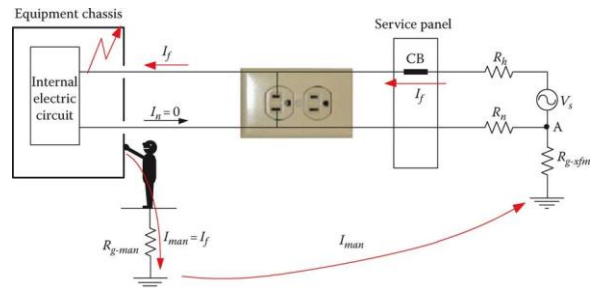 Equipment chassis
Service panel
I_f
CB
R_h
Internal
electric
circuit
I_f
V_s
I_n = 0
R_n
A
R_g-xfm
I_man = I_f
R_g-man
I_man